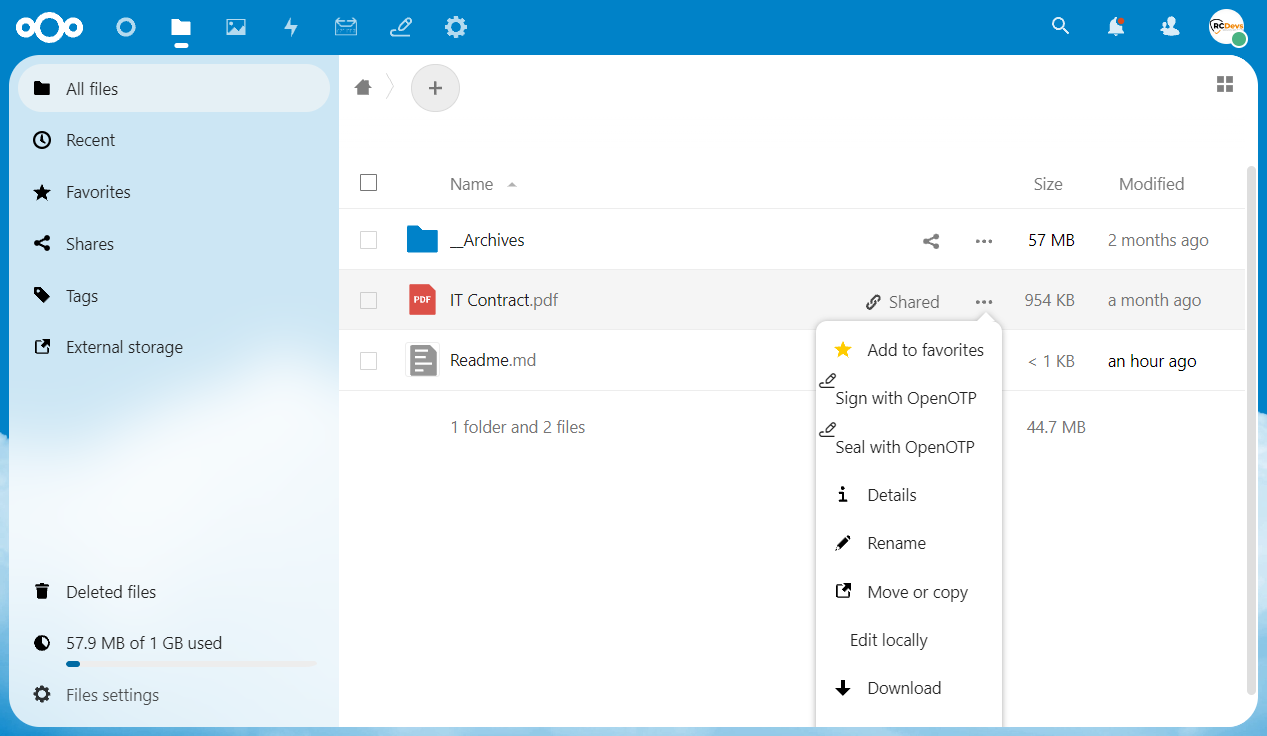 RCDevs
All files
Recent
Favorites
Shares
Tags
External storage
Deleted files
57.9 MB of 1 GB used
Files settings
+
Name Size Modified
__Archives 57 MB 2 months ago
PDF IT Contract.pdf Shared 954 KB a month ago
Readme.md < 1 KB an hour ago
1 folder and 2 files 44.7 MB
Add to favorites
Sign with OpenOTP
Seal with OpenOTP
Details
Rename
Move or copy
Edit locally
Download